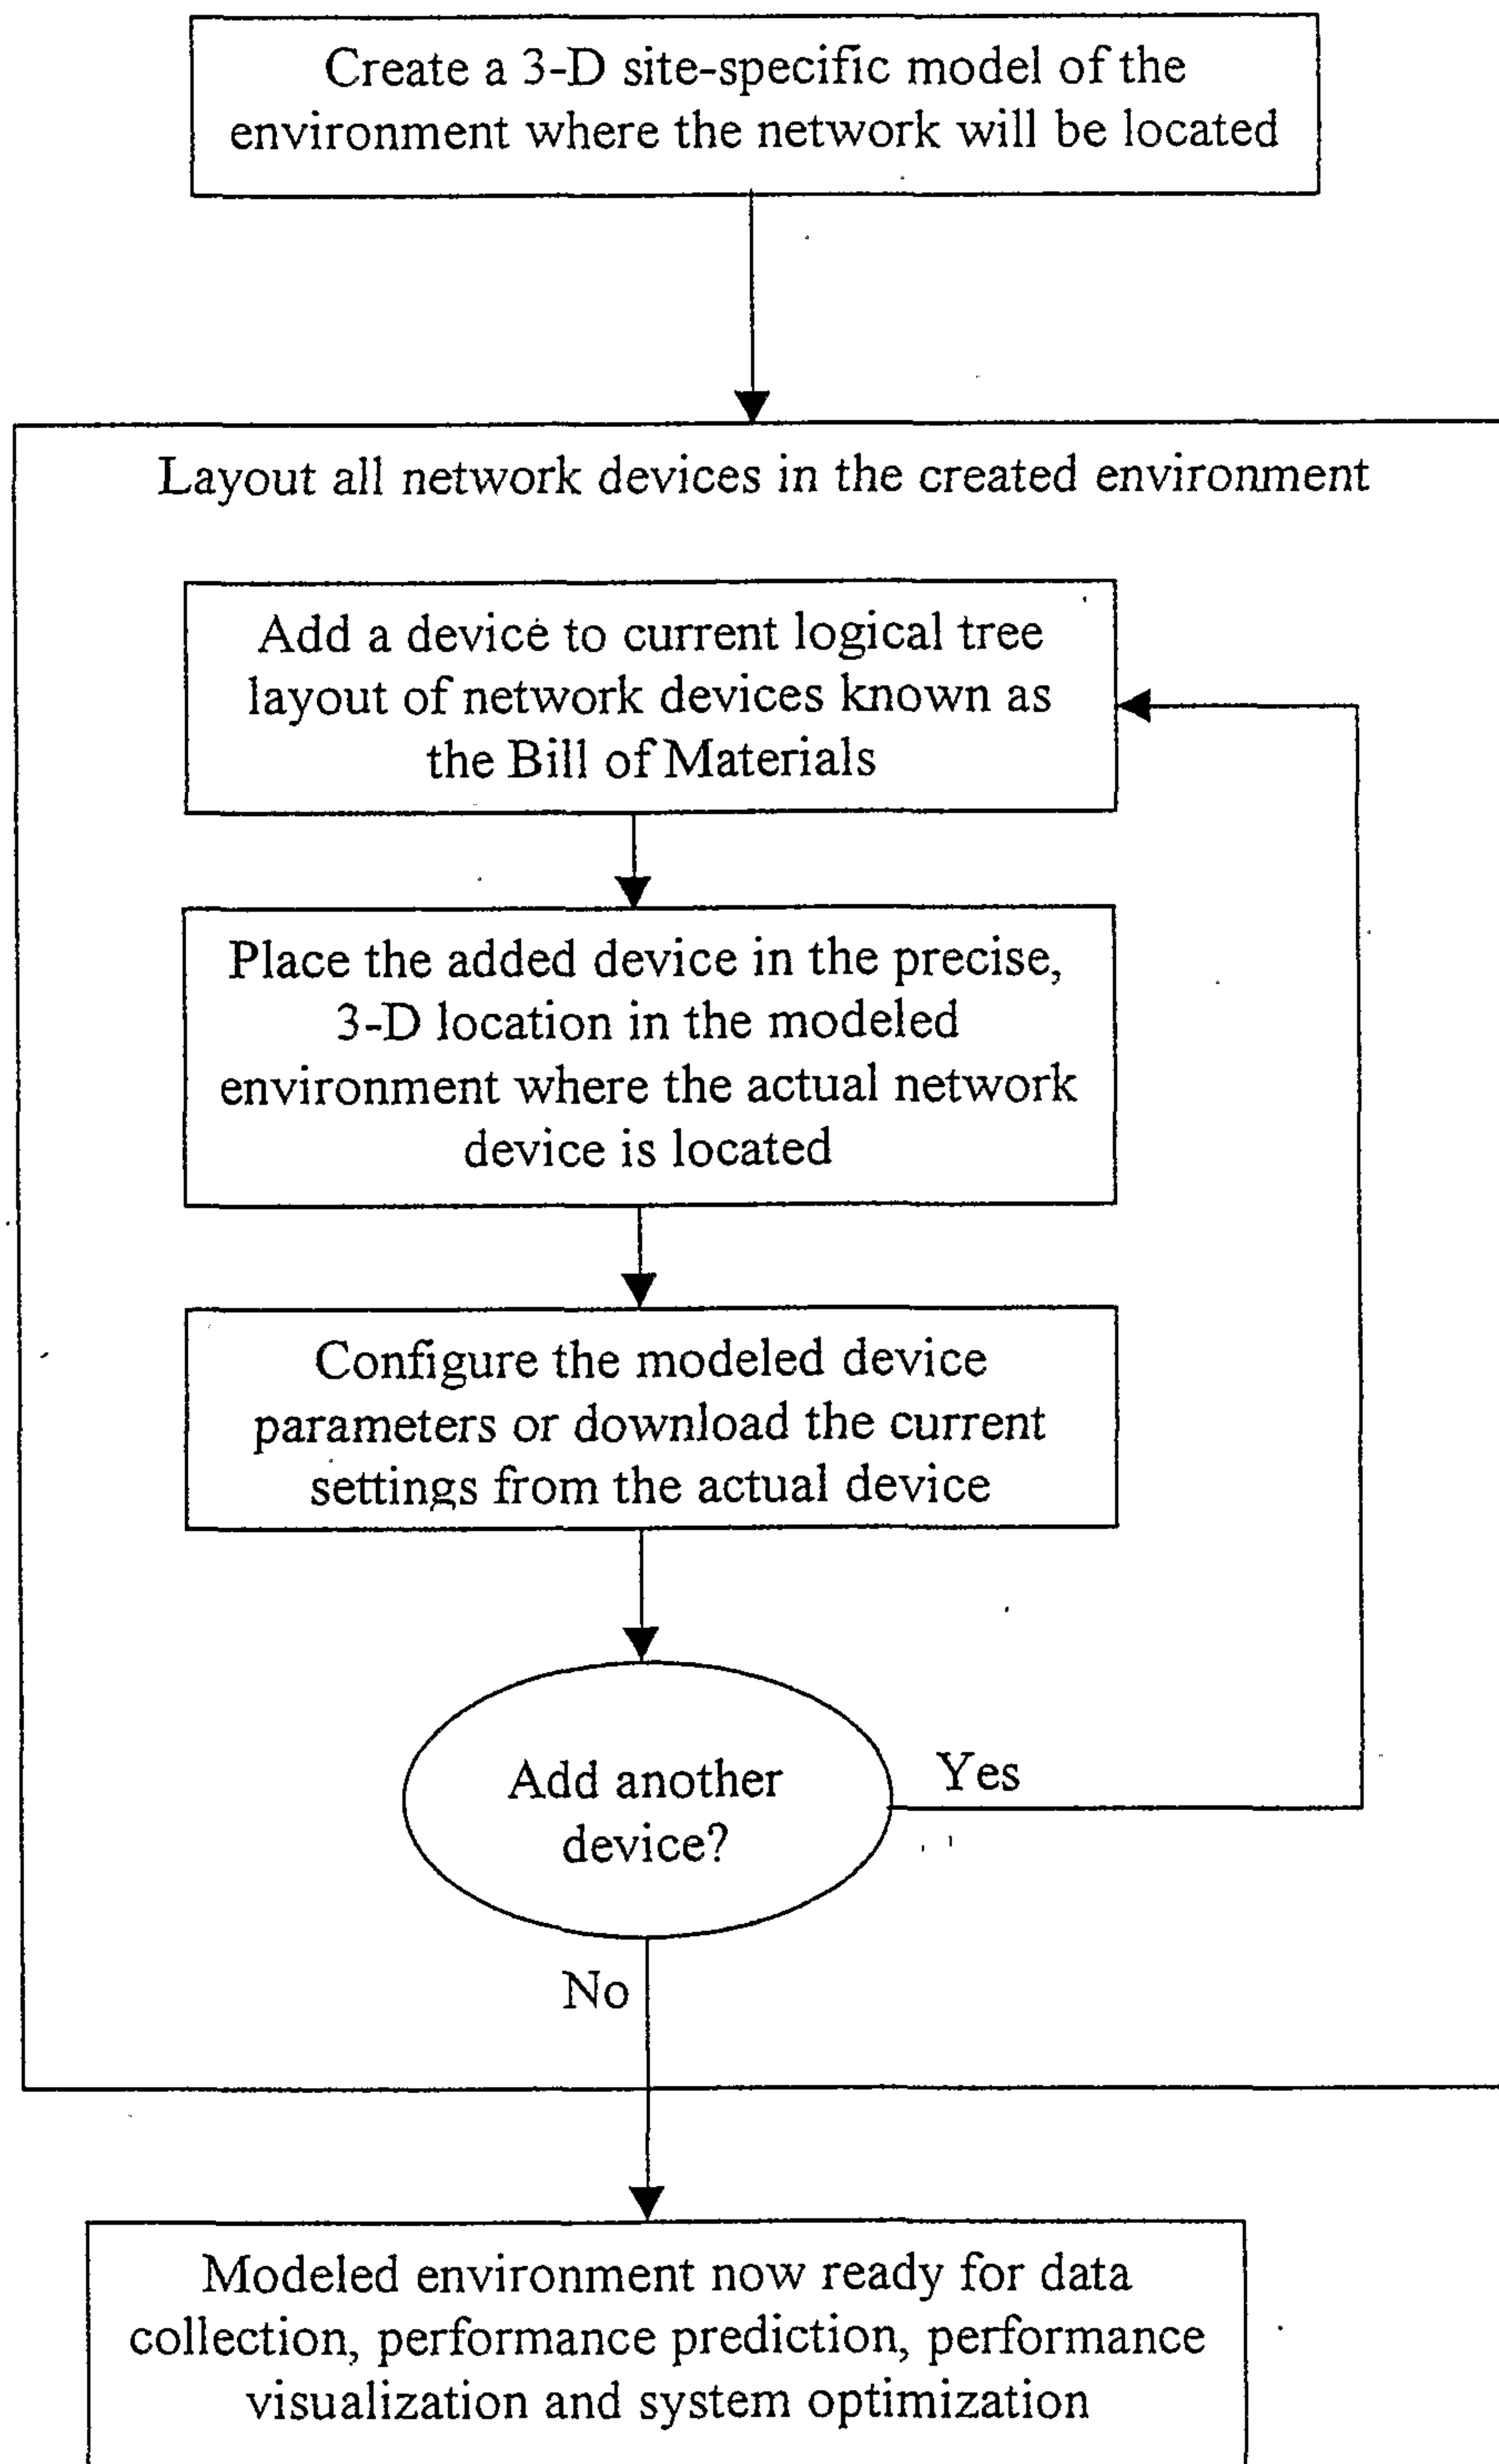 Create a 3-D site-specific model of the
environment where the network will be located
Layout all network devices in the created environment
Add a device to current logical tree
layout of network devices known as
the Bill of Materials
Place the added device in the precise,
3-D location in the modeled
environment where the actual network
device is located
Configure the modeled device
parameters or download the current
settings from the actual device
Add another
device?
Yes
No
Modeled environment now ready for data
collection, performance prediction, performance
visualization and system optimization